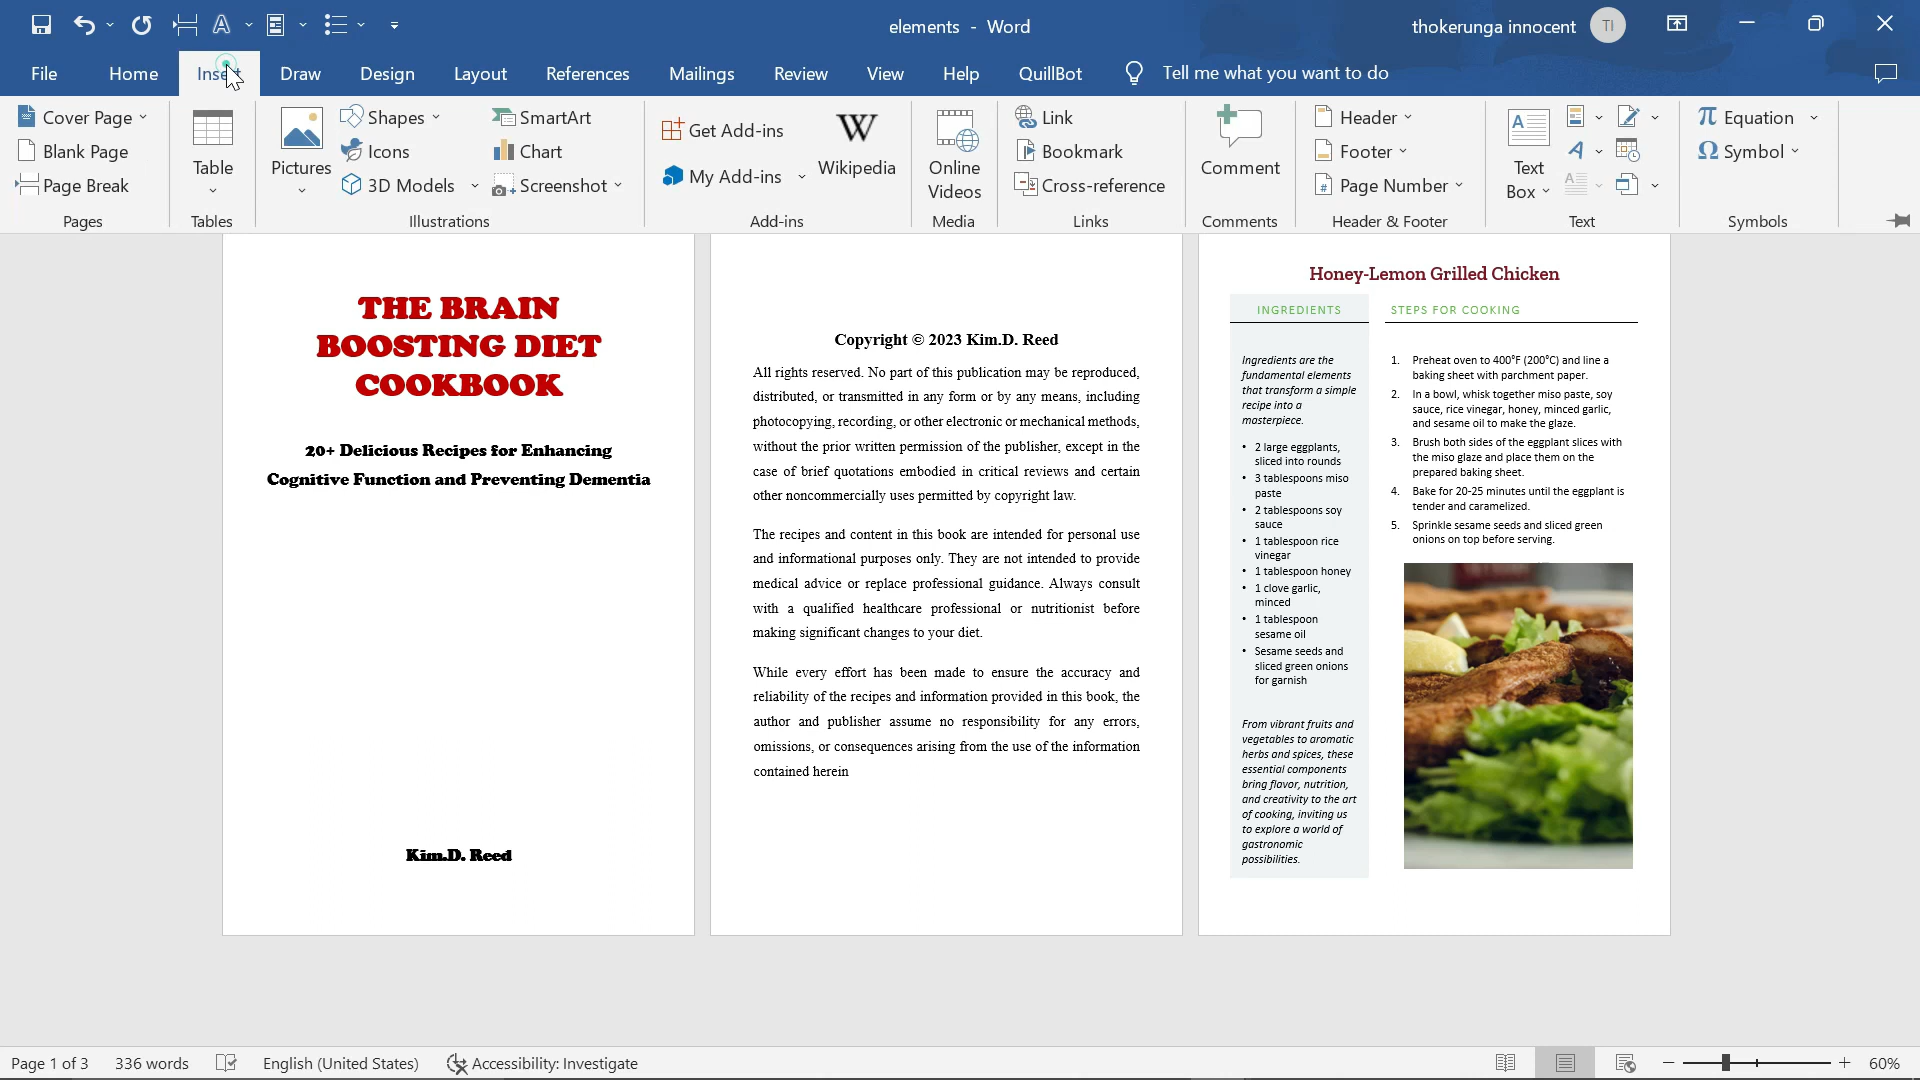 elements - Word
thokerunga innocent
TI
File Home Insert Draw Design Layout References Mailings Review View Help QuillBot Tell me what you want to do
Cover Page
Blank Page
Page Break
Pages
Table
Tables
Pictures
Shapes
Icons
3D Models
SmartArt
Chart
Screenshot
Illustrations
Get Add-ins
My Add-ins
W
Wikipedia
Add-ins
Online
Videos
Media
Link
Bookmark
Cross-reference
Links
Comment
Comments
Header
Footer
Page Number
Header & Footer
Text
Box
Text
π Equation
Ω Symbol
Symbols
THE BRAIN
BOOSTING DIET
COOKBOOK
20+ Delicious Recipes for Enhancing
Cognitive Function and Preventing Dementia
Kim.D. Reed
Copyright © 2023 Kim.D. Reed
All rights reserved. No part of this publication may be reproduced,
distributed, or transmitted in any form or by any means, including
photocopying, recording, or other electronic or mechanical methods,
without the prior written permission of the publisher, except in the
case of brief quotations embodied in critical reviews and certain
other noncommercially uses permitted by copyright law.
The recipes and content in this book are intended for personal use
and informational purposes only. They are not intended to provide
medical advice or replace professional guidance. Always consult
with a qualified healthcare professional or nutritionist before
making significant changes to your diet.
While every effort has been made to ensure the accuracy and
reliability of the recipes and information provided in this book, the
author and publisher assume no responsibility for any errors,
omissions, or consequences arising from the use of the information
contained herein
Honey-Lemon Grilled Chicken
INGREDIENTS
Ingredients are the
fundamental elements
that transform a simple
recipe into a
masterpiece.
• 2 large eggplants,
sliced into rounds
• 3 tablespoons miso
paste
• 2 tablespoons soy
sauce
• 1 tablespoon rice
vinegar
• 1 tablespoon honey
• 1 clove garlic,
minced
• 1 tablespoon
sesame oil
• Sesame seeds and
sliced green onions
for garnish
From vibrant fruits and
vegetables to aromatic
herbs and spices, these
essential components
bring flavor, nutrition,
and creativity to the art
of cooking, inviting us
to explore a world of
gastronomic
possibilities.
STEPS FOR COOKING
1. Preheat oven to 400°F (200°C) and line a
baking sheet with parchment paper.
2. In a bowl, whisk together miso paste, soy
sauce, rice vinegar, honey, minced garlic,
and sesame oil to make the glaze.
3. Brush both sides of the eggplant slices with
the miso glaze and place them on the
prepared baking sheet.
4. Bake for 20-25 minutes until the eggplant is
tender and caramelized.
5. Sprinkle sesame seeds and sliced green
onions on top before serving.
Page 1 of 3 336 words English (United States) Accessibility: Investigate 60%